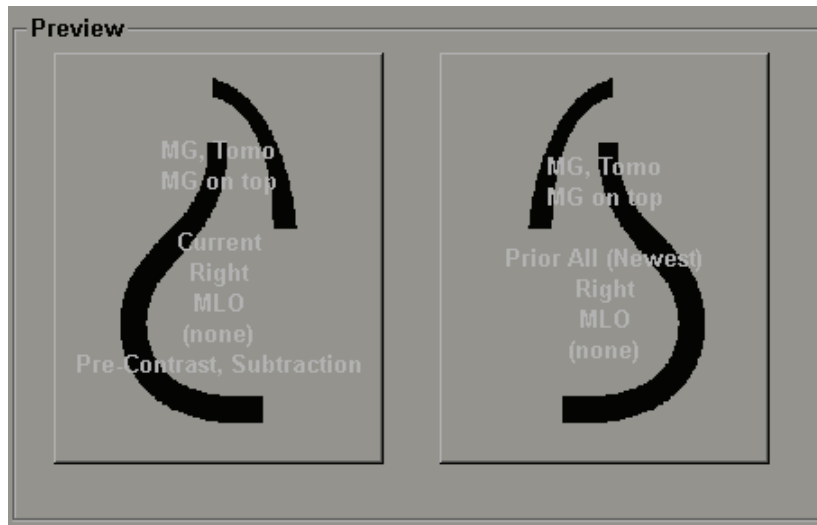 Preview
MG, Tomo
MG on top
Current
Right
MLO
(none)
Pre-Contrast, Subtraction
MG, Tomo
MG on top
Prior All (Newest)
Right
MLO
(none)